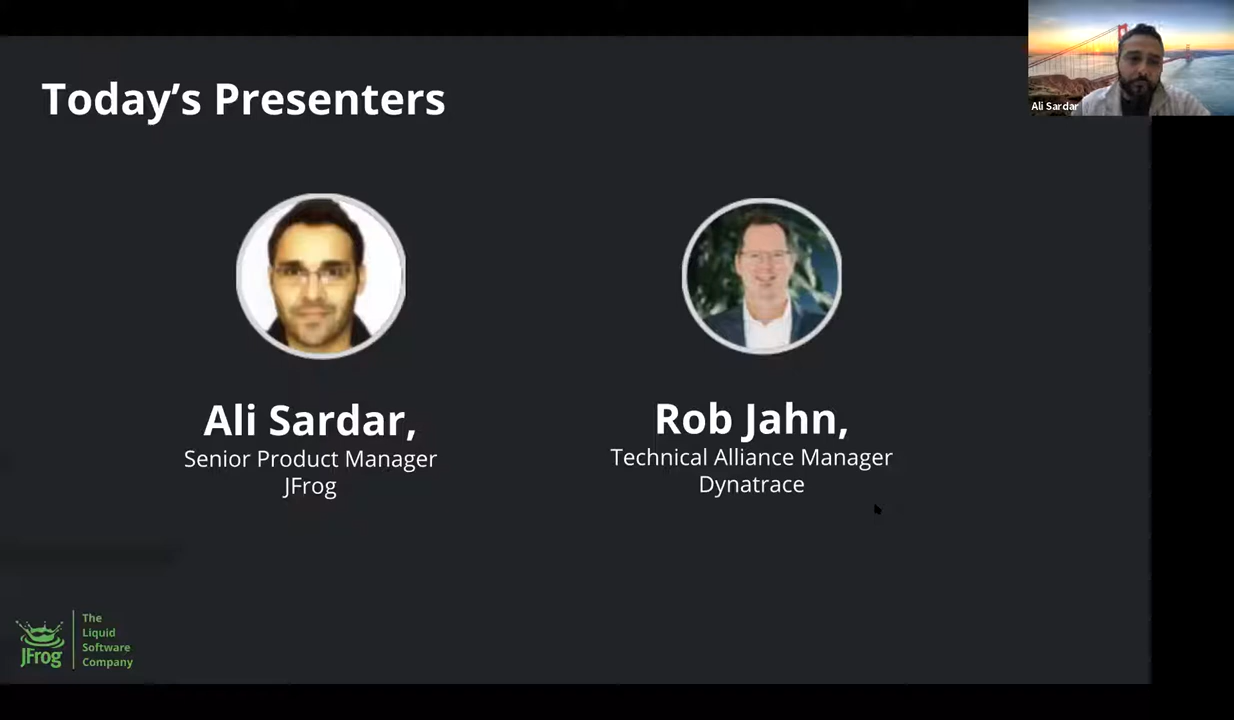 Today's Presenters
Ali Sardar
Ali Sardar,
Senior Product Manager
JFrog
Rob Jahn,
Technical Alliance Manager
Dynatrace
JFrog
The
Liquid
Software
Company